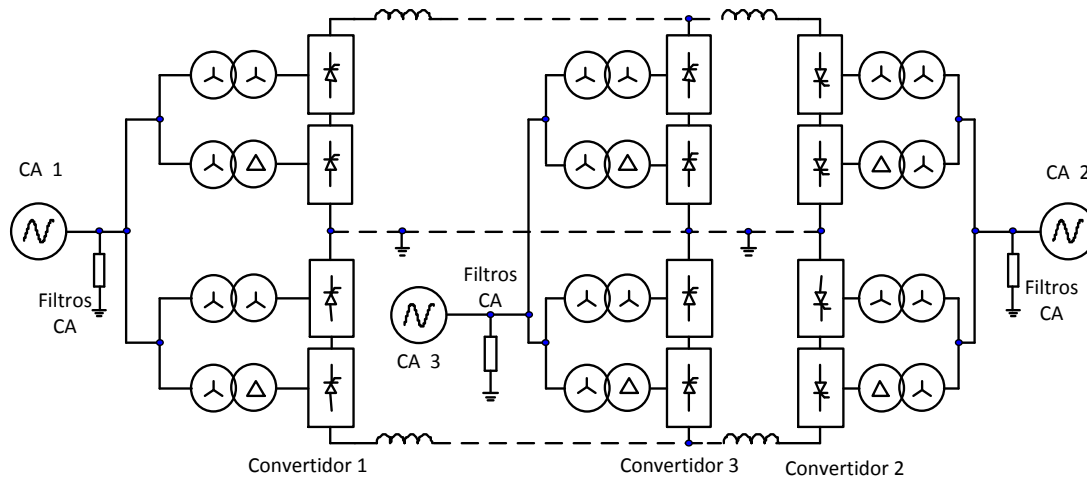 CA 1
CA 2
Filtros
CA
Filtros
CA
Filtros
CA
CA 3
Convertidor 1
Convertidor 3
Convertidor 2